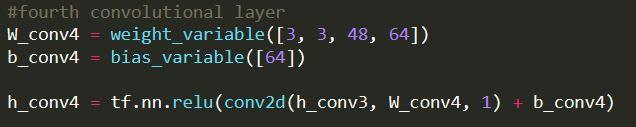 #fourth convolutional layer
W_conv4 = weight_variable([3, 3, 48, 64])
b_conv4 = bias_variable([64])
h_conv4 = tf.nn.relu(conv2d(h_conv3, W_conv4, 1) + b_conv4)